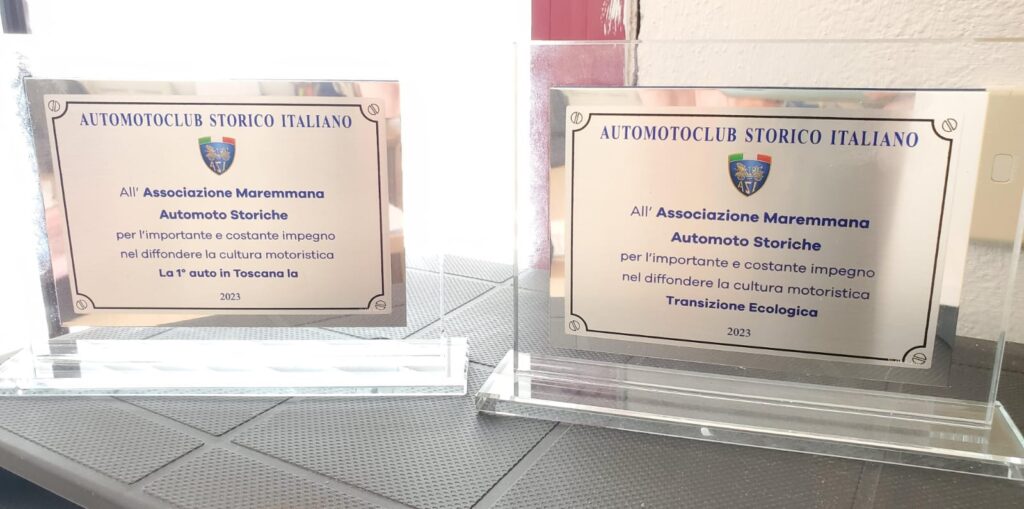 AUTOMOTOCLUB STORICO ITALIANO
ASI
All' Associazione Maremmana
Automoto Storiche
per l'importante e costante impegno
nel diffondere la cultura motoristica
La 1° auto in Toscana la
2023
AUTOMOTOCLUB STORICO ITALIANO
ASI
All' Associazione Maremmana
Automoto Storiche
per l'importante e costante impegno
nel diffondere la cultura motoristica
Transizione Ecologica
2023